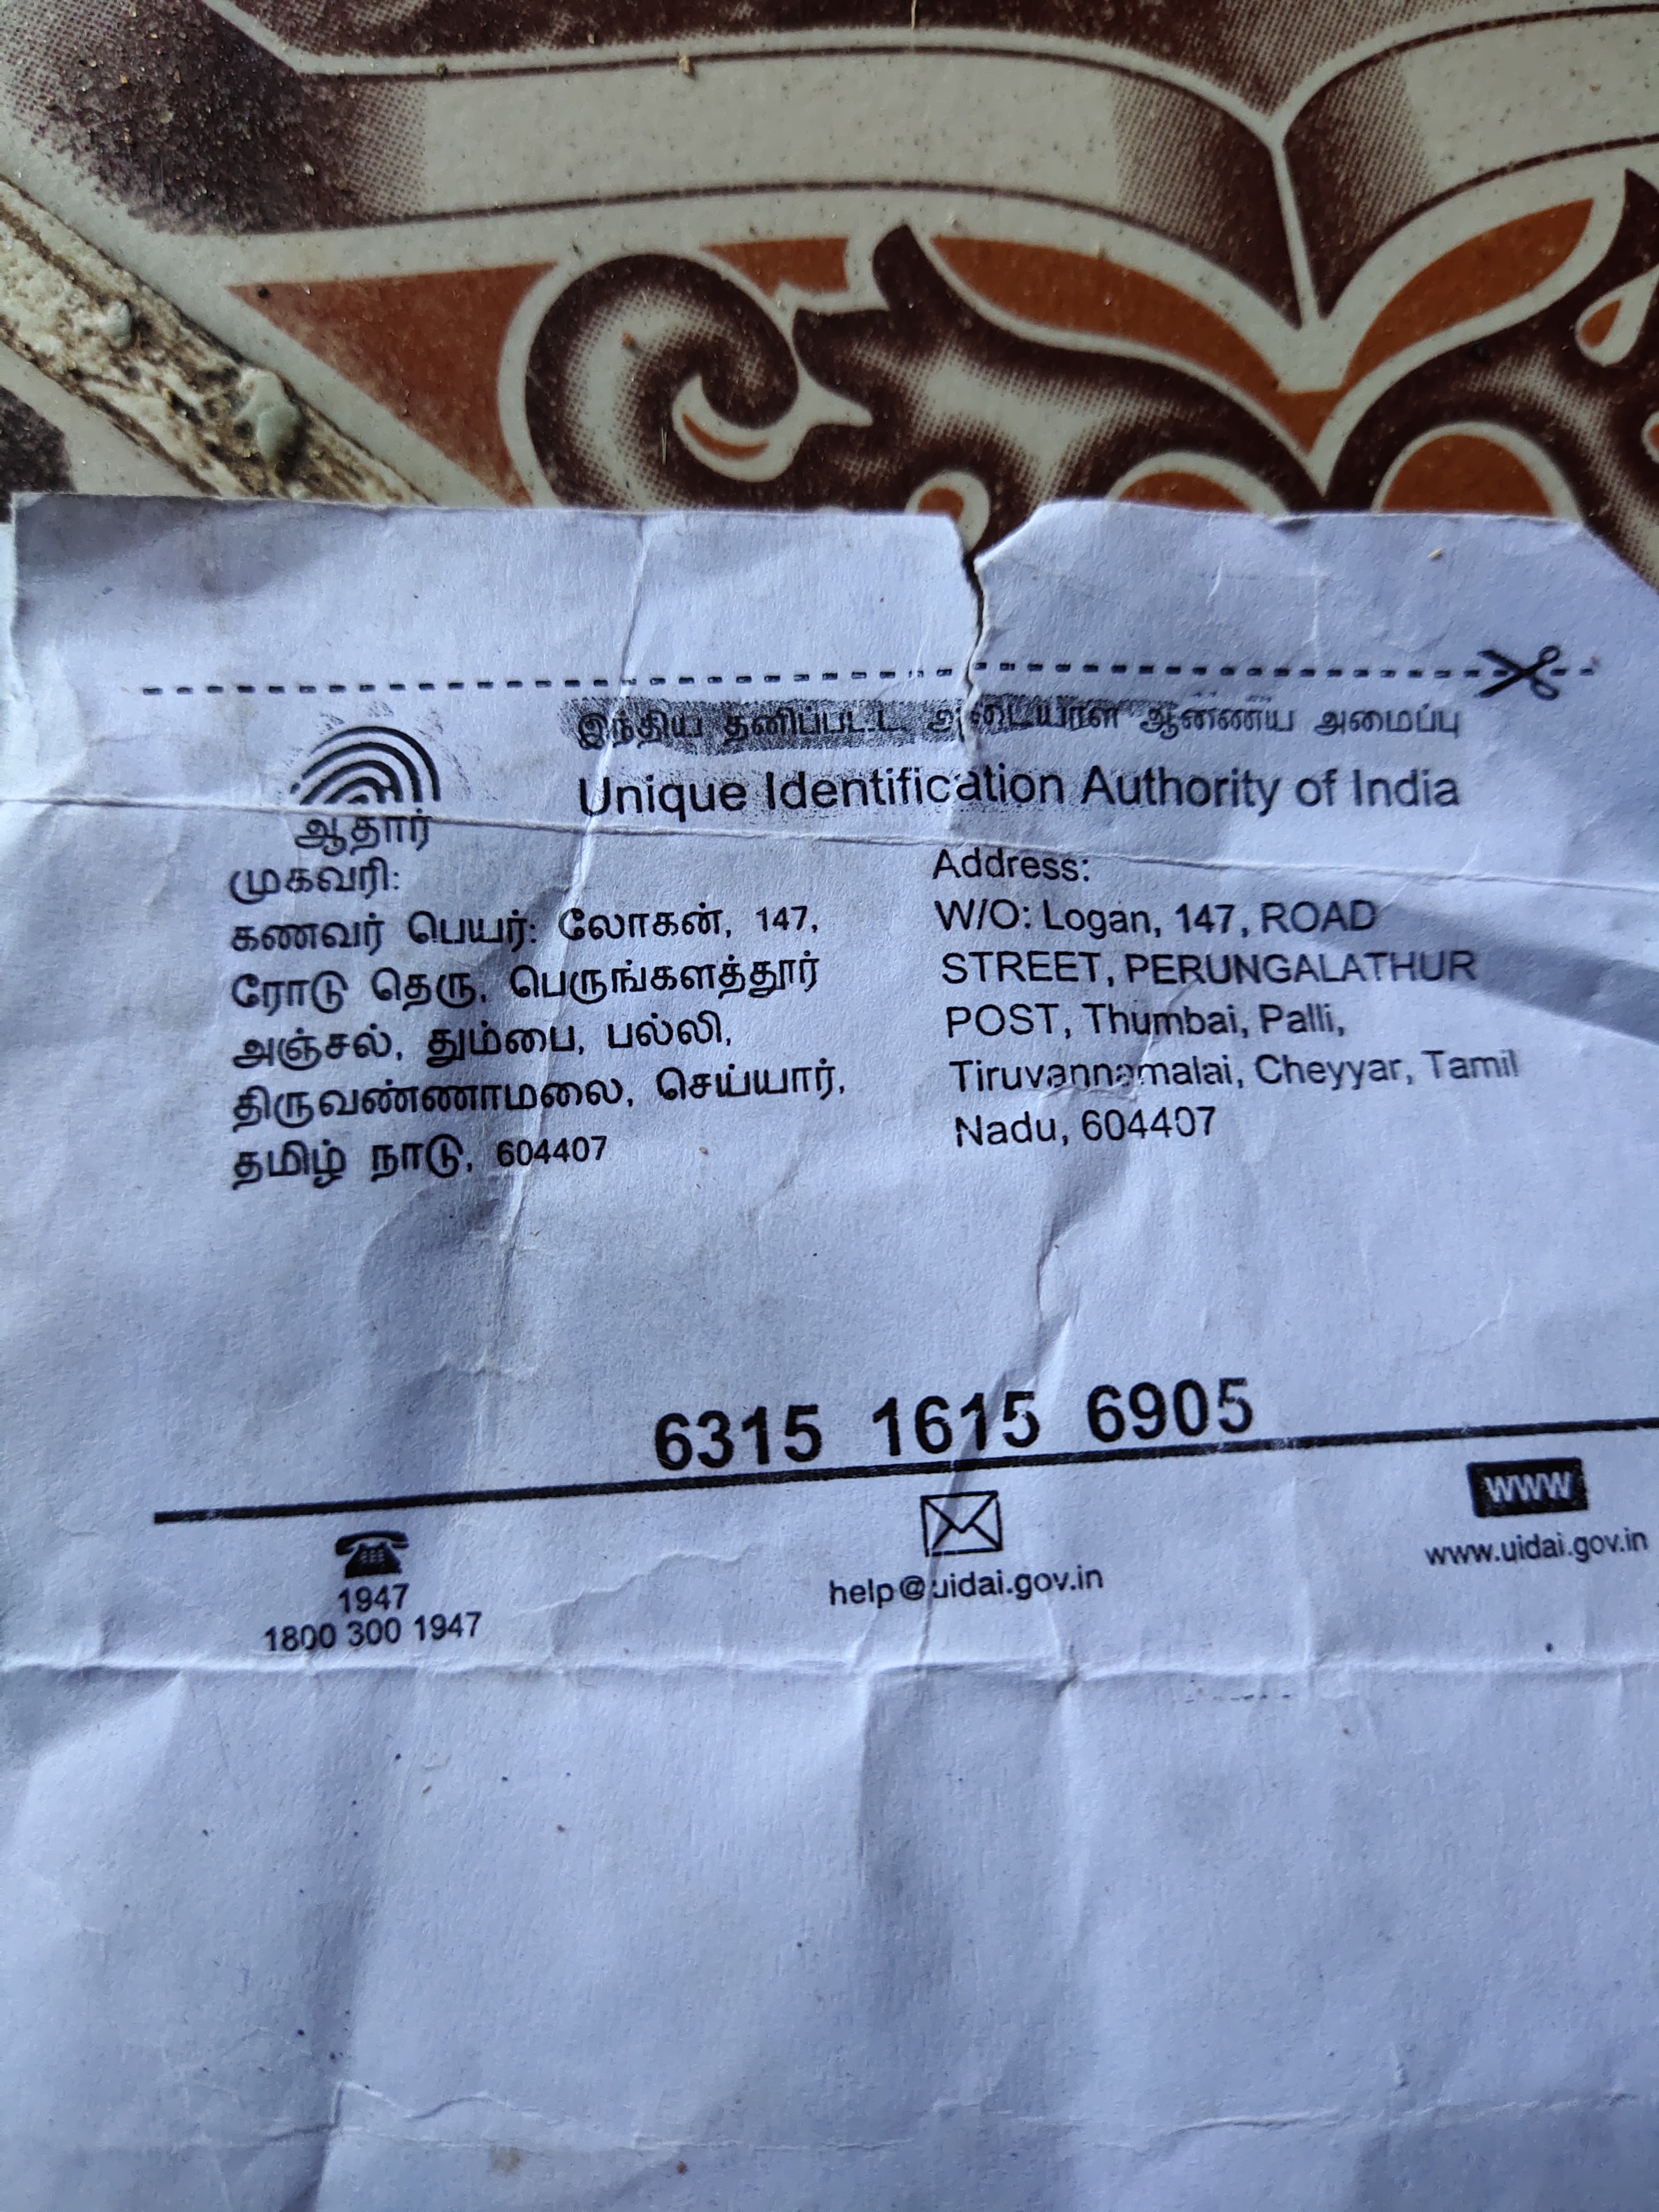 இந்திய தனிப்பட்ட அடையாள ஆணைய அமைப்பு
Unique Identification Authority of India
ஆதார்
முகவரி:
கணவர் பெயர்: லோகன், 147,
ரோடு தெரு, பெருங்களத்தூர்
அஞ்சல், தும்பை, பல்லி,
திருவண்ணாமலை, செய்யார்,
தமிழ் நாடு, 604407
Address:
W/O: Logan, 147, ROAD
STREET, PERUNGALATHUR
POST, Thumbai, Palli,
Tiruvannamalai, Cheyyar, Tamil
Nadu, 604407
6315 1615 6905
1947
1800 300 1947
help@uidai.gov.in
www
www.uidai.gov.in